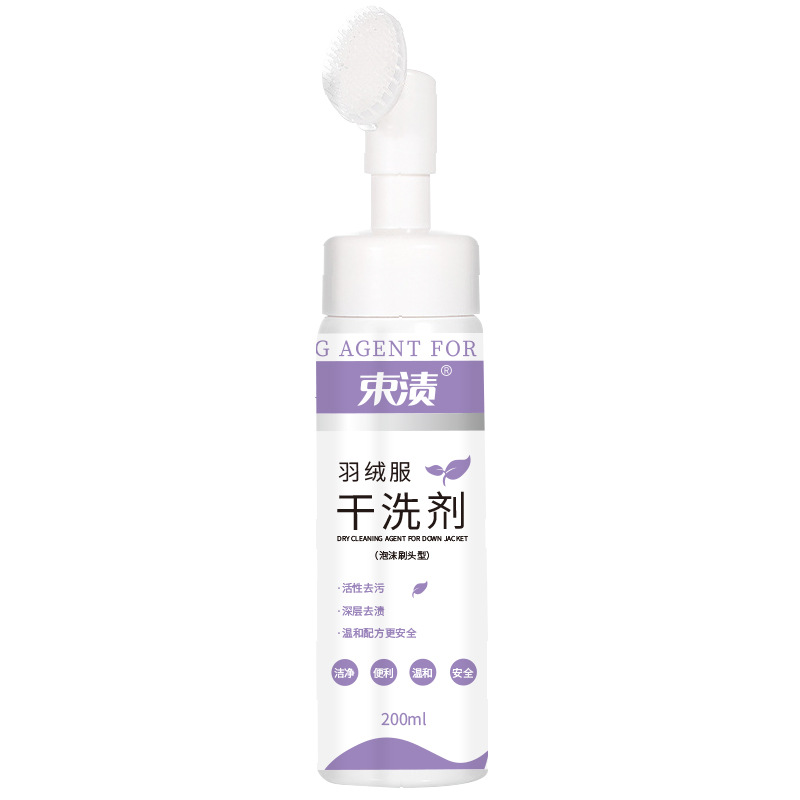 G AGENT FOR
束渍®
羽绒服
干洗剂
DRY CLEANING AGENT FOR DOWN JACKET
（泡沫刷头型）
·活性去污
·深层去渍
·温和配方更安全
洁净 便利 温和 安全
200ml